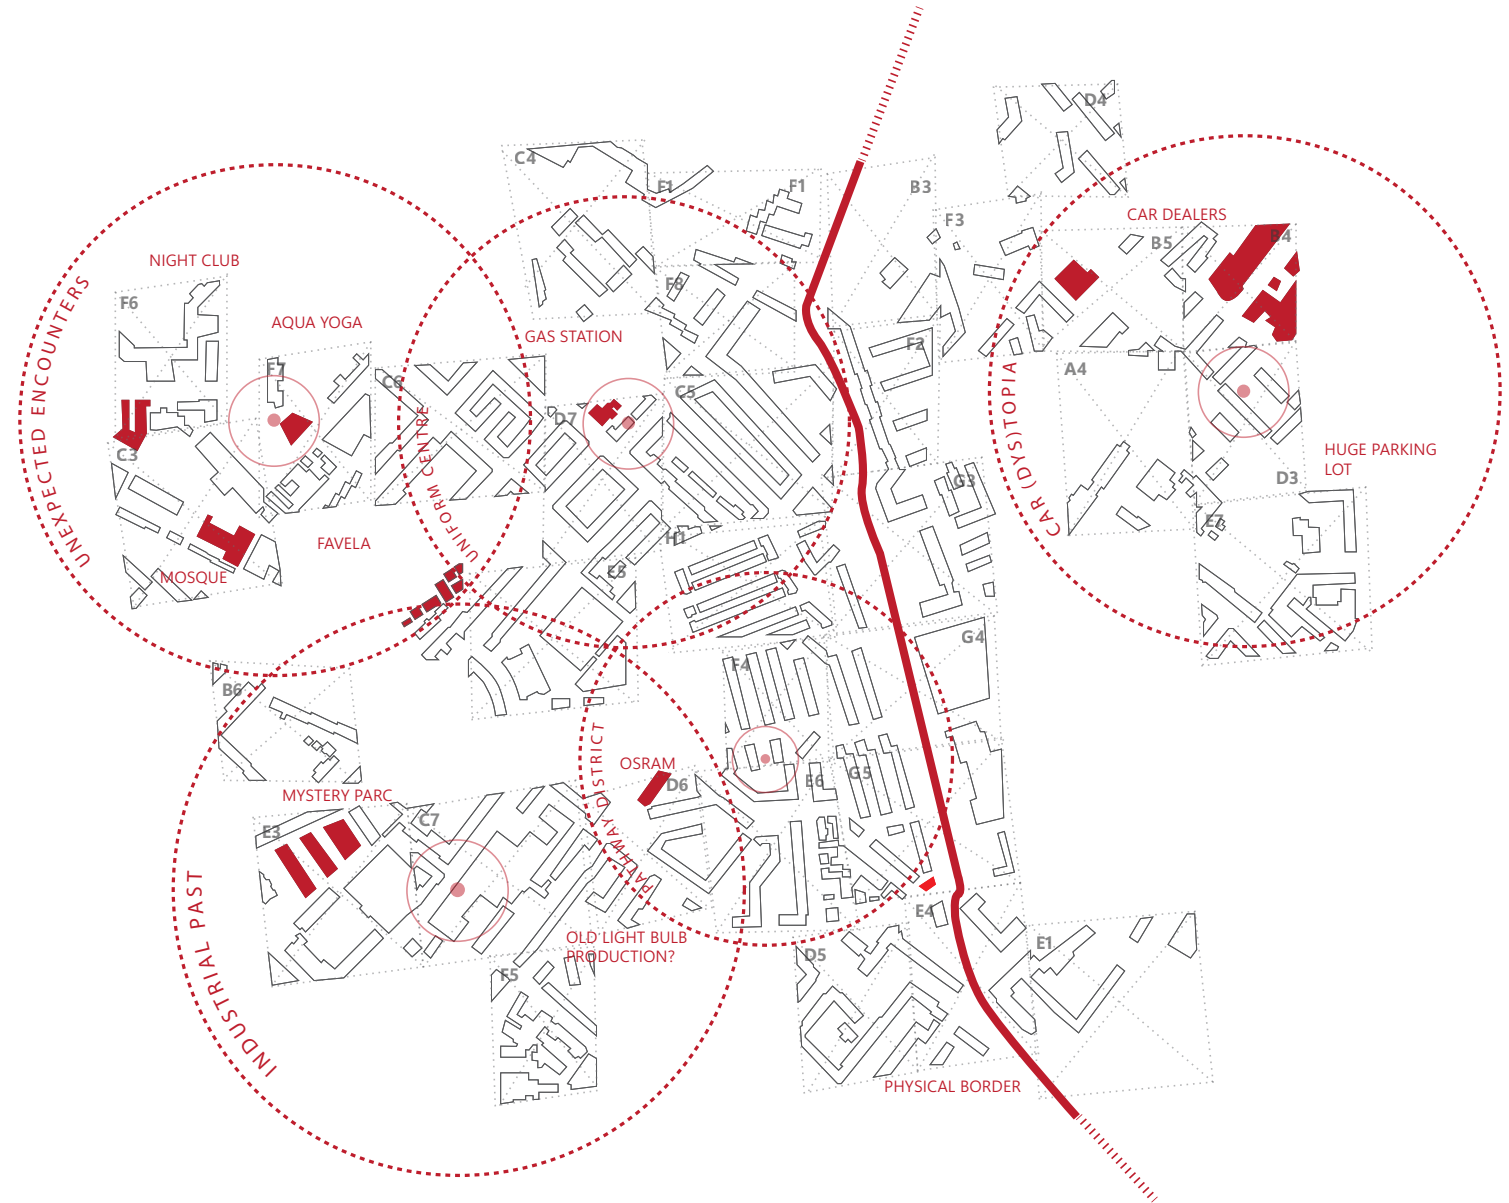 D4
C4
F1
F1
B3
F3
CAR DEALERS
B5
B4
NIGHT CLUB
F6
AQUA YOGA
F8
GAS STATION
F2
F7
C6
C5
A4
D7
UNEXPECTED ENCOUNTERS
UNIFORM CENTRE
CAR (DYS)TOPIA
HUGE PARKING
LOT
C3
G3
D3
E7
FAVELA
H1
MOSQUE
E5
G4
F4
B6
OSRAM
PATHWAY DISTRICT
D6
E6
G5
MYSTERY PARC
E3
C7
INDUSTRIAL PAST
E4
OLD LIGHT BULB
PRODUCTION?
E1
D5
F5
PHYSICAL BORDER